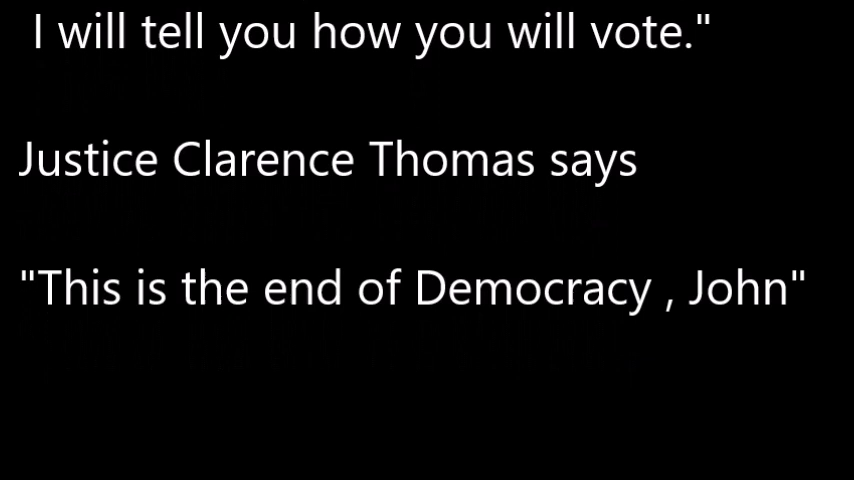 I will tell you how you will vote."
Justice Clarence Thomas says
"This is the end of Democracy , John"